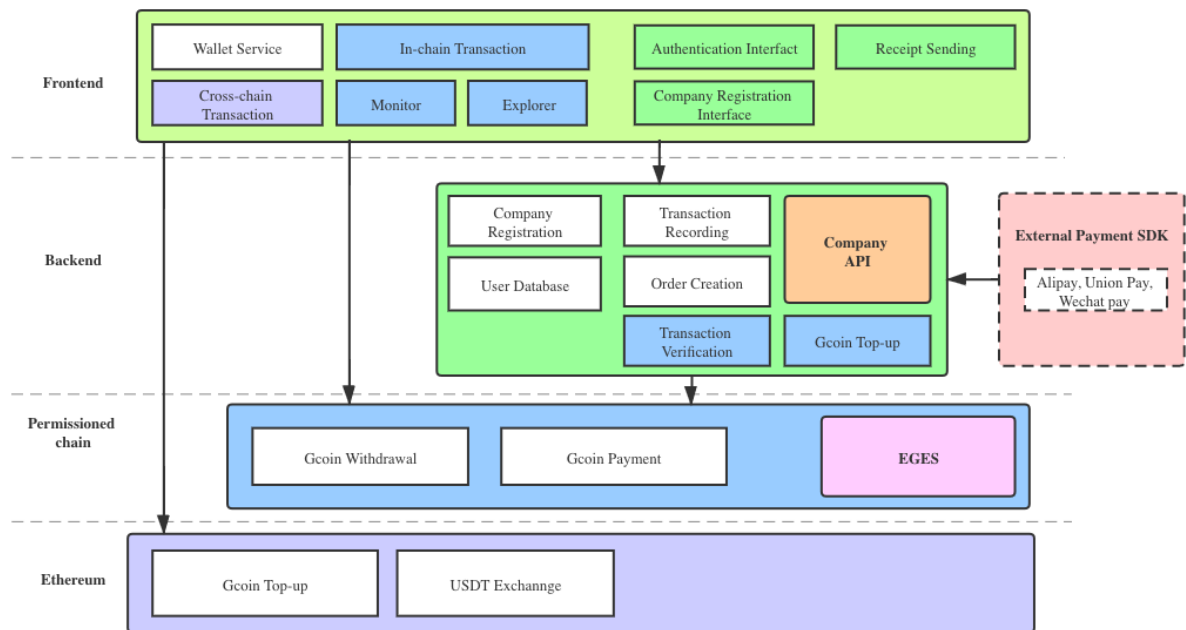 Frontend
Wallet Service
In-chain Transaction
Authentication Interfact
Receipt Sending
Cross-chain
Transaction
Monitor
Explorer
Company Registration
Interface
Backend
Company
Registration
Transaction
Recording
Company
API
User Database
Order Creation
Transaction
Verification
Gcoin Top-up
External Payment SDK
Alipay, Union Pay,
Wechat pay
Permissioned
chain
Gcoin Withdrawal
Gcoin Payment
EGES
Ethereum
Gcoin Top-up
USDT Exchannge